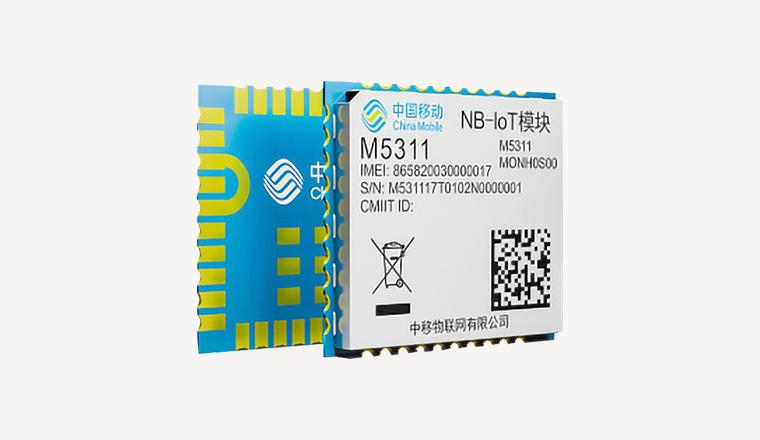 中国移动
China Mobile
NB-IoT模块
M5311
M5311
MONH0S00
IMEI: 865820030000017
S/N: M531117T0102N0000001
CMIIT ID:
中移物联网有限公司
中